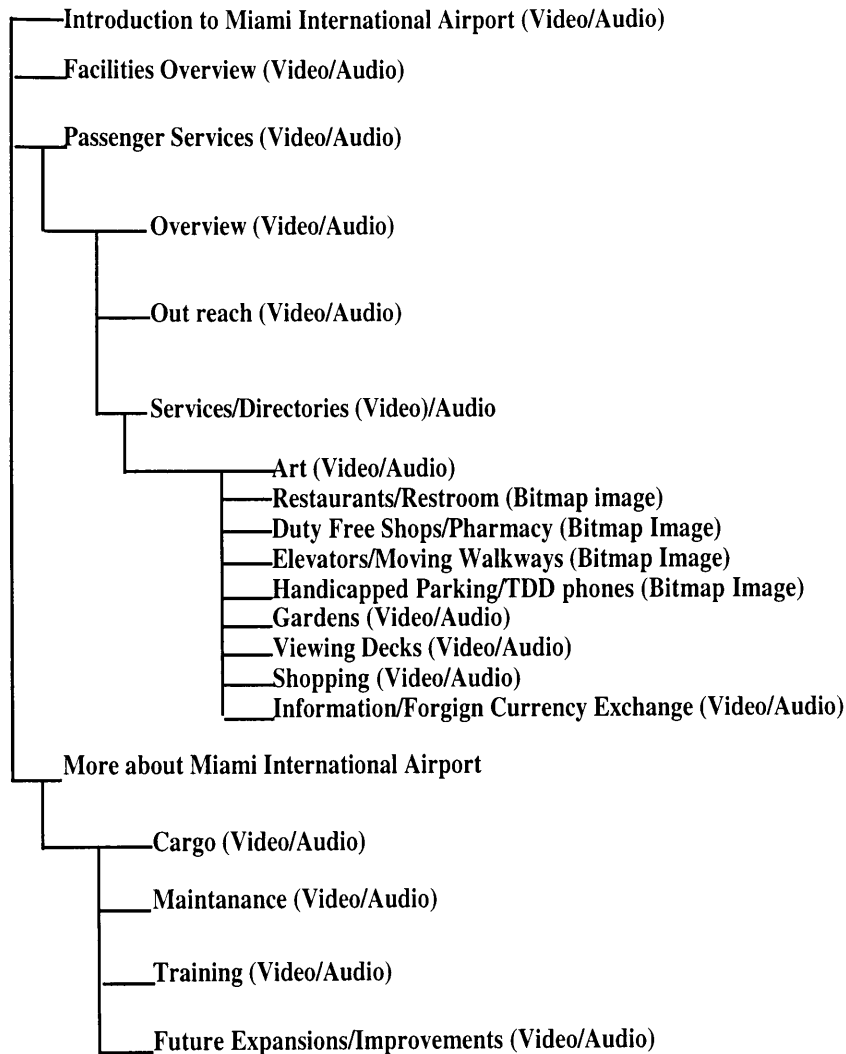 Introduction to Miami International Airport (Video/Audio)
Facilities Overview (Video/Audio)
Passenger Services (Video/Audio)
Overview (Video/Audio)
Out reach (Video/Audio)
Services/Directories (Video)/Audio
Art (Video/Audio)
Restaurants/Restroom (Bitmap image)
Duty Free Shops/Pharmacy (Bitmap Image)
Elevators/Moving Walkways (Bitmap Image)
Handicapped Parking/TDD phones (Bitmap Image)
Gardens (Video/Audio)
Viewing Decks (Video/Audio)
Shopping (Video/Audio)
Information/Forgign Currency Exchange (Video/Audio)
More about Miami International Airport
Cargo (Video/Audio)
Maintanance (Video/Audio)
Training (Video/Audio)
Future Expansions/Improvements (Video/Audio)